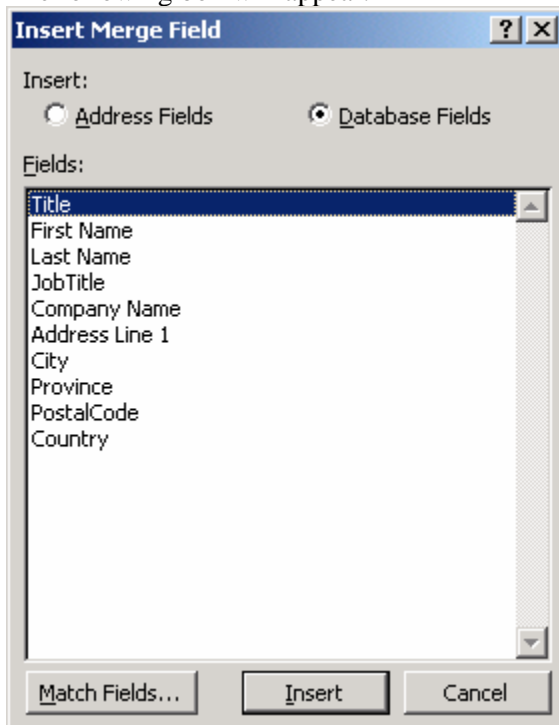 Insert Merge Field
Insert:
Address Fields Database Fields
Fields:
Title
First Name
Last Name
JobTitle
Company Name
Address Line 1
City
Province
PostalCode
Country
Match Fields... Insert Cancel